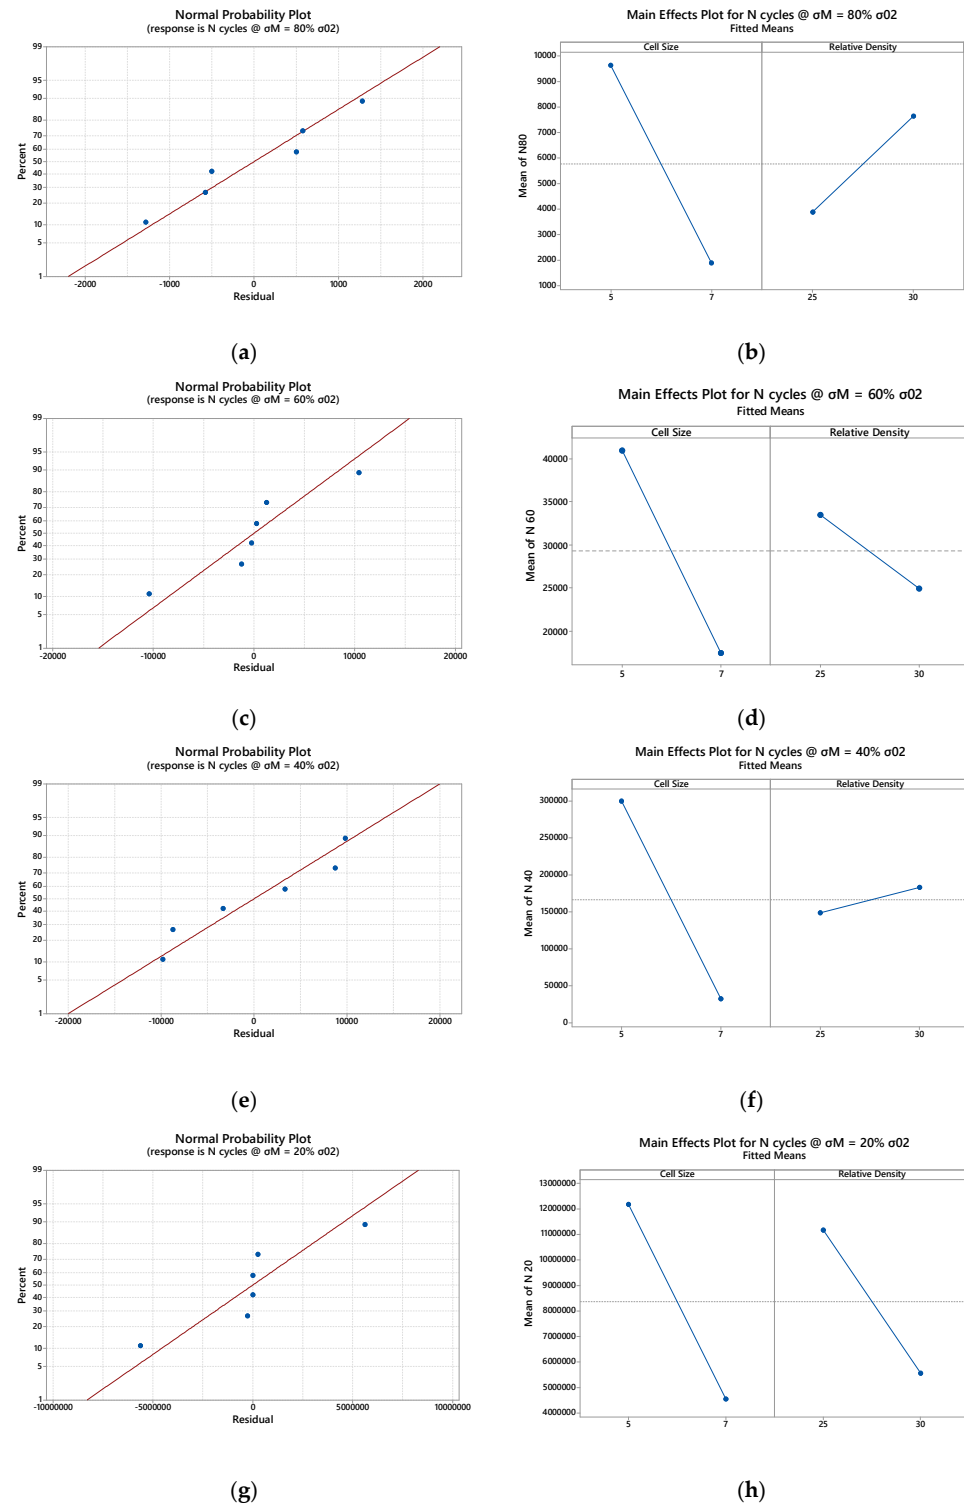 Normal Probability Plot
(response is N cycles @ σM = 80% σ02)
99
95
90
80
70
60
50
40
30
20
10
5
1
Percent
-2000
-1000
0
1000
2000
Residual
(a)
Main Effects Plot for N cycles @ σM = 80% σ02
Fitted Means
Cell Size
Relative Density
10000
9000
8000
7000
6000
5000
4000
3000
2000
1000
Mean of N80
5
7
25
30
(b)
Normal Probability Plot
(response is N cycles @ σM = 60% σ02)
99
95
90
80
70
60
50
40
30
20
10
5
1
Percent
-20000
-10000
0
10000
20000
Residual
(c)
Main Effects Plot for N cycles @ σM = 60% σ02
Fitted Means
Cell Size
Relative Density
40000
35000
30000
25000
20000
Mean of N 60
5
7
25
30
(d)
Normal Probability Plot
(response is N cycles @ σM = 40% σ02)
99
95
90
80
70
60
50
40
30
20
10
5
1
Percent
-20000
-10000
0
10000
20000
Residual
(e)
Main Effects Plot for N cycles @ σM = 40% σ02
Fitted Means
Cell Size
Relative Density
300000
250000
200000
150000
100000
50000
0
Mean of N 40
5
7
25
30
(f)
Normal Probability Plot
(response is N cycles @ σM = 20% σ02)
99
95
90
80
70
60
50
40
30
20
10
5
1
Percent
-10000000
-5000000
0
5000000
10000000
Residual
(g)
Main Effects Plot for N cycles @ σM = 20% σ02
Fitted Means
Cell Size
Relative Density
13000000
12000000
11000000
10000000
9000000
8000000
7000000
6000000
5000000
4000000
Mean of N 20
5
7
25
30
(h)